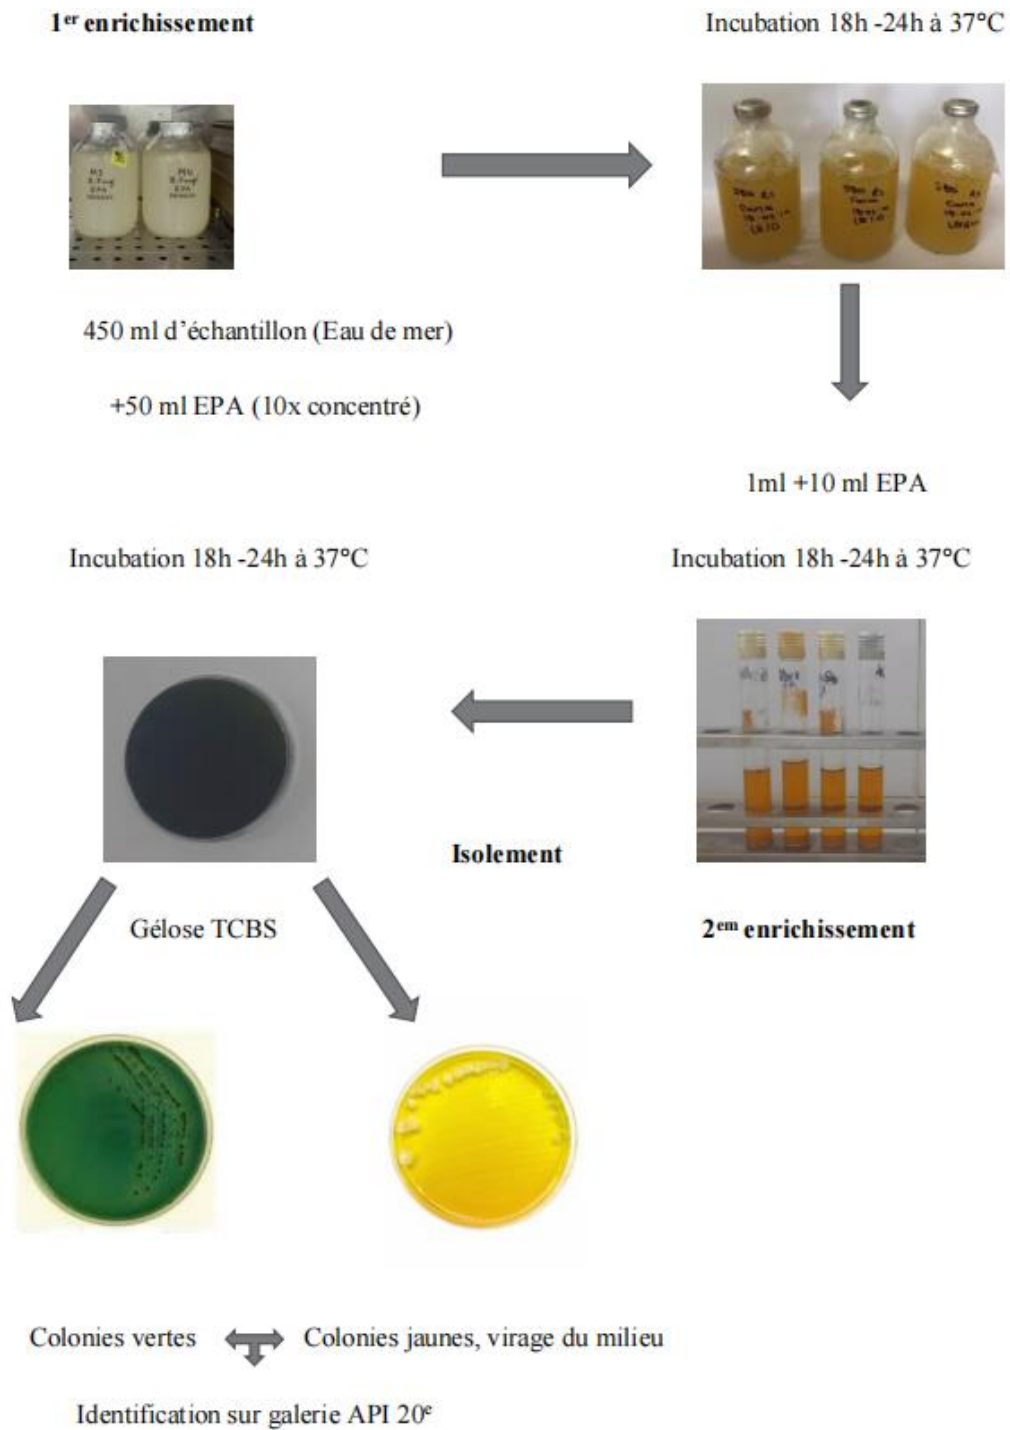 1er enrichissement
Incubation 18h -24h à 37°C
450 ml d'échantillon (Eau de mer)
+50 ml EPA (10x concentré)
1ml +10 ml EPA
Incubation 18h -24h à 37°C
Incubation 18h -24h à 37°C
Isolement
Gélose TCBS
2em enrichissement
Colonies vertes
Colonies jaunes, virage du milieu
Identification sur galerie API 20e